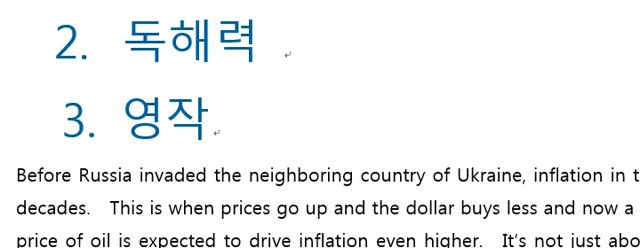 2. 독해력
3. 영작
Before Russia invaded the neighboring country of Ukraine, inflation in
decades. This is when prices go up and the dollar buys less and now a
price of oil is expected to drive inflation even higher. It's not just